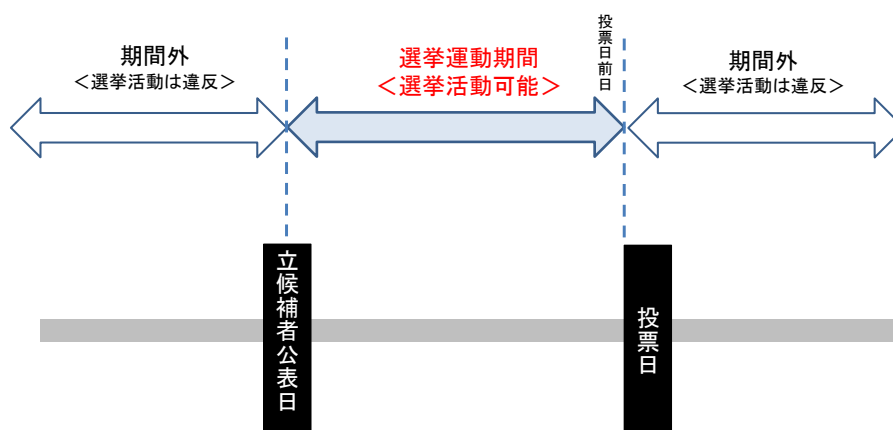 期間外
＜選挙活動は違反＞
選挙運動期間
＜選挙活動可能＞
投票日前日
期間外
＜選挙活動は違反＞
立候補者公表日
投票日